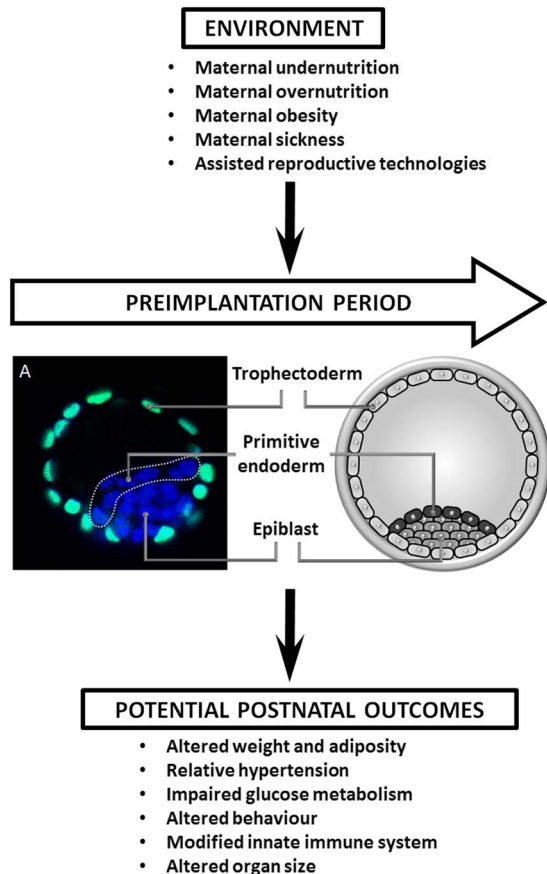 ENVIRONMENT
• Maternal undernutrition
• Maternal overnutrition
• Maternal obesity
• Maternal sickness
• Assisted reproductive technologies
PREIMPLANTATION PERIOD
A
Trophectoderm
Primitive
endoderm
Epiblast
POTENTIAL POSTNATAL OUTCOMES
• Altered weight and adiposity
• Relative hypertension
• Impaired glucose metabolism
• Altered behaviour
• Modified innate immune system
• Altered organ size